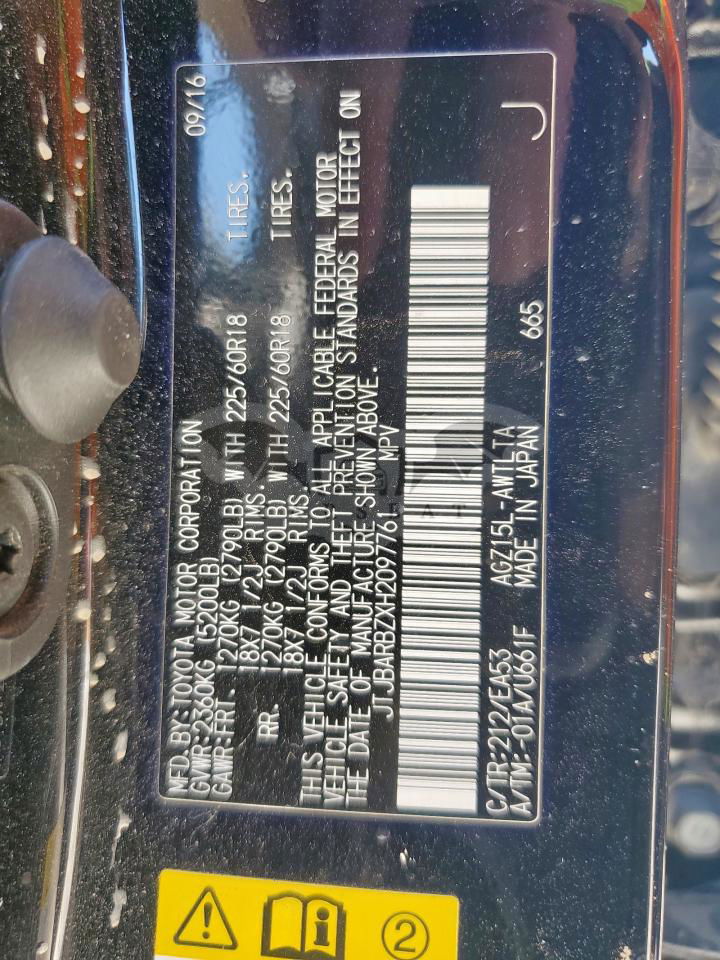 MFD.BY:TOYOTA MOTOR CORPORATION 09/16
GVWR:2360KG (5200LB)
GAWR:FRT. 1270KG (2790LB) WITH 225/60R18 TIRES.
18X7 1/2J RIMS.
RR. 1270KG (2790LB) WITH 225/60R18 TIRES.
18X7 1/2J RIMS.
THIS VEHICLE CONFORMS TO ALL APPLICABLE FEDERAL MOTOR
VEHICLE SAFETY AND THEFT PREVENTION STANDARDS IN EFFECT ON
THE DATE OF MANUFACTURE SHOWN ABOVE.
JTJBARBZXH2097761 MPV
C/TR:212/EA53 AGZ15L-AWTLTA J
A/TM:-01A/U661F MADE IN JAPAN 665
2